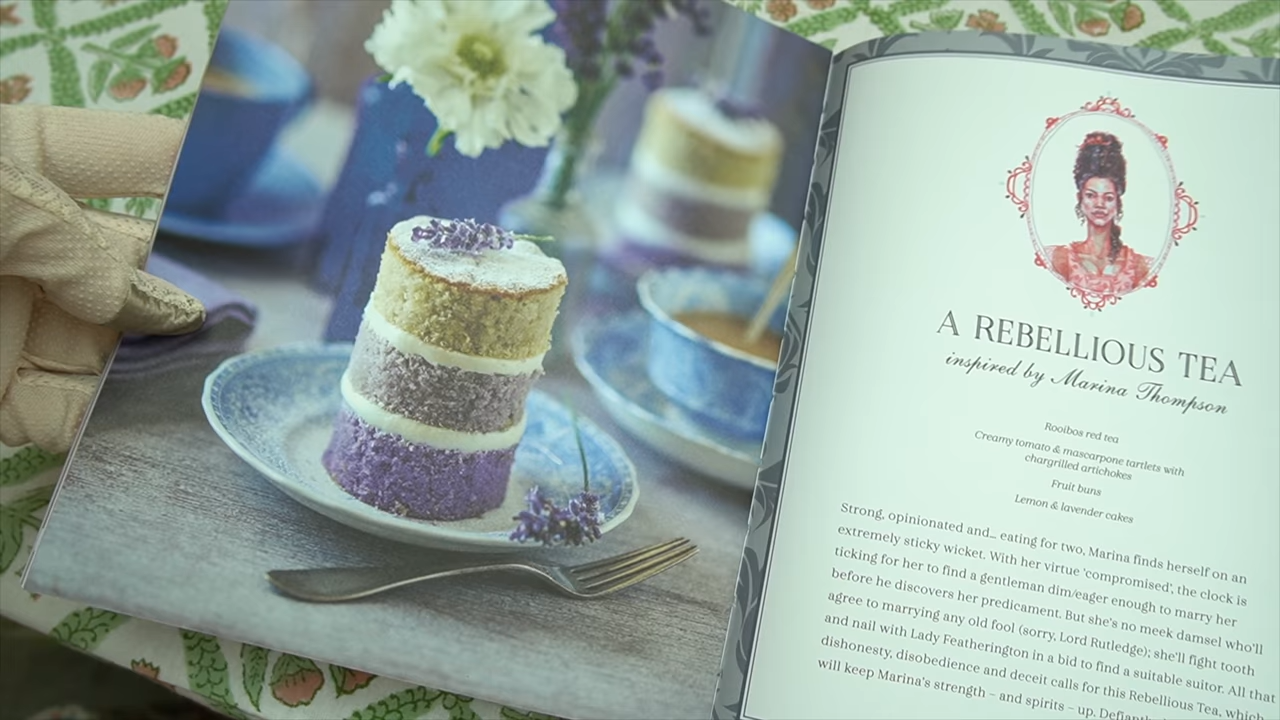 A REBELLIOUS TEA
inspired by Marina Thompson
Rooibos red tea
Creamy tomato & mascarpone tartlets with
chargrilled artichokes
Fruit buns
Lemon & lavender cakes
Strong, opinionated and... eating for two, Marina finds herself on an
extremely sticky wicket. With her virtue 'compromised', the clock is
ticking for her to find a gentleman dim/eager enough to marry her
before he discovers her predicament. But she's no meek damsel who'll
agree to marrying any old fool (sorry, Lord Rutledge); she'll fight tooth
and nail with Lady Featherington in a bid to find a suitable suitor. All that
dishonesty, disobedience and deceit calls for this Rebellious Tea, which
will keep Marina's strength – and spirits – up.